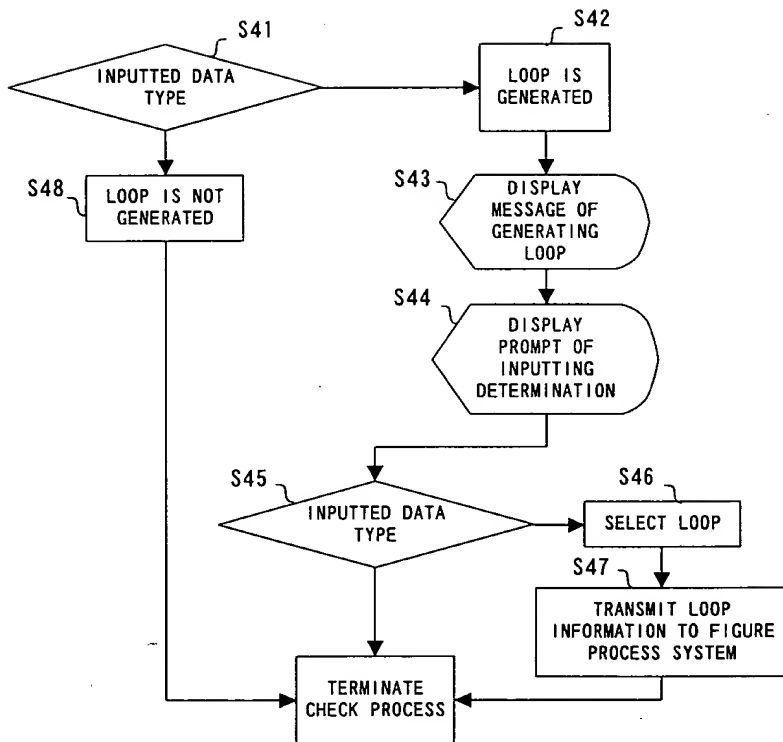 S41
INPUTTED DATA
TYPE
S42
LOOP IS
GENERATED
S48
LOOP IS NOT
GENERATED
S43
DISPLAY
MESSAGE OF
GENERATING
LOOP
S44
DISPLAY
PROMPT OF
INPUTTING
DETERMINATION
S45
INPUTTED DATA
TYPE
S46
SELECT LOOP
S47
TRANSMIT LOOP
INFORMATION TO FIGURE
PROCESS SYSTEM
TERMINATE
CHECK PROCESS